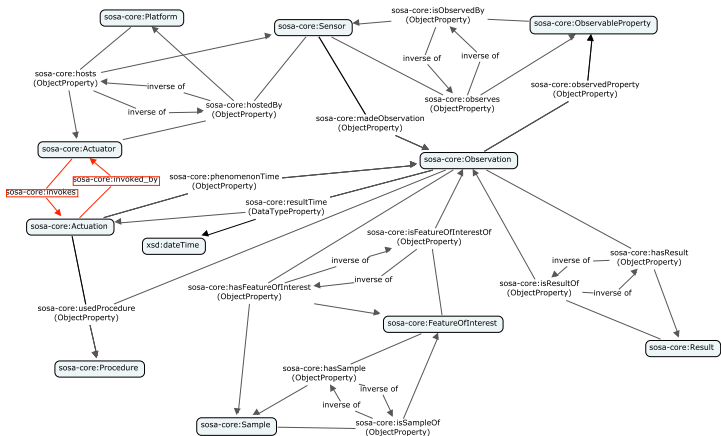 sosa-core:Platform
sosa-core:isObservedBy
(ObjectProperty)
sosa-core:Sensor
sosa-core:ObservableProperty
inverse of
inverse of
sosa-core:hosts
(ObjectProperty)
inverse of
inverse of
sosa-core:hostedBy
(ObjectProperty)
sosa-core:observes
(ObjectProperty)
sosa-core:observedProperty
(ObjectProperty)
sosa-core:madeObservation
(ObjectProperty)
sosa-core:Actuator
sosa-core:Observation
sosa-core:invoked_by
sosa-core:invokes
sosa-core:phenomenonTime
(ObjectProperty)
sosa-core:resultTime
(DataTypeProperty)
sosa-core:Actuation
xsd:dateTime
sosa-core:isFeatureOfInterestOf
(ObjectProperty)
inverse of
inverse of
sosa-core:hasResult
(ObjectProperty)
inverse of
inverse of
sosa-core:isResultOf
(ObjectProperty)
sosa-core:hasFeatureOfInterest
(ObjectProperty)
sosa-core:usedProcedure
(ObjectProperty)
sosa-core:FeatureOfInterest
sosa-core:Result
sosa-core:Procedure
sosa-core:hasSample
(ObjectProperty)
inverse of
inverse of
sosa-core:Sample
sosa-core:isSampleOf
(ObjectProperty)